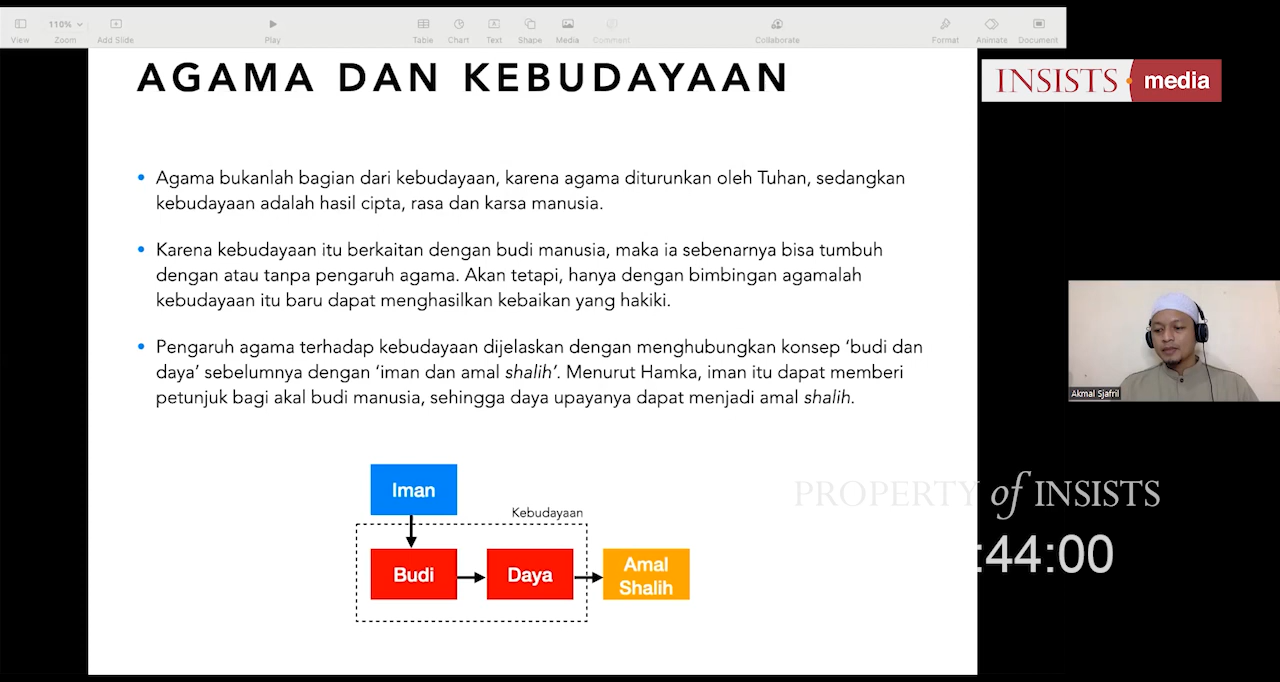 View
110%
Zoom
Add Slide
Play
Table
Chart
Text
Shape
Media
Comment
Collaborate
Format
Animate
Document
AGAMA DAN KEBUDAYAAN
INSISTS media
• Agama bukanlah bagian dari kebudayaan, karena agama diturunkan oleh Tuhan, sedangkan
kebudayaan adalah hasil cipta, rasa dan karsa manusia.
• Karena kebudayaan itu berkaitan dengan budi manusia, maka ia sebenarnya bisa tumbuh
dengan atau tanpa pengaruh agama. Akan tetapi, hanya dengan bimbingan agamalah
kebudayaan itu baru dapat menghasilkan kebaikan yang hakiki.
• Pengaruh agama terhadap kebudayaan dijelaskan dengan menghubungkan konsep ‘budi dan
daya’ sebelumnya dengan ‘iman dan amal shalih’. Menurut Hamka, iman itu dapat memberi
petunjuk bagi akal budi manusia, sehingga daya upayanya dapat menjadi amal shalih.
Akmal Sjafril
Iman
Kebudayaan
Budi
Daya
Amal
Shalih
PROPERTY of INSISTS
:44:00